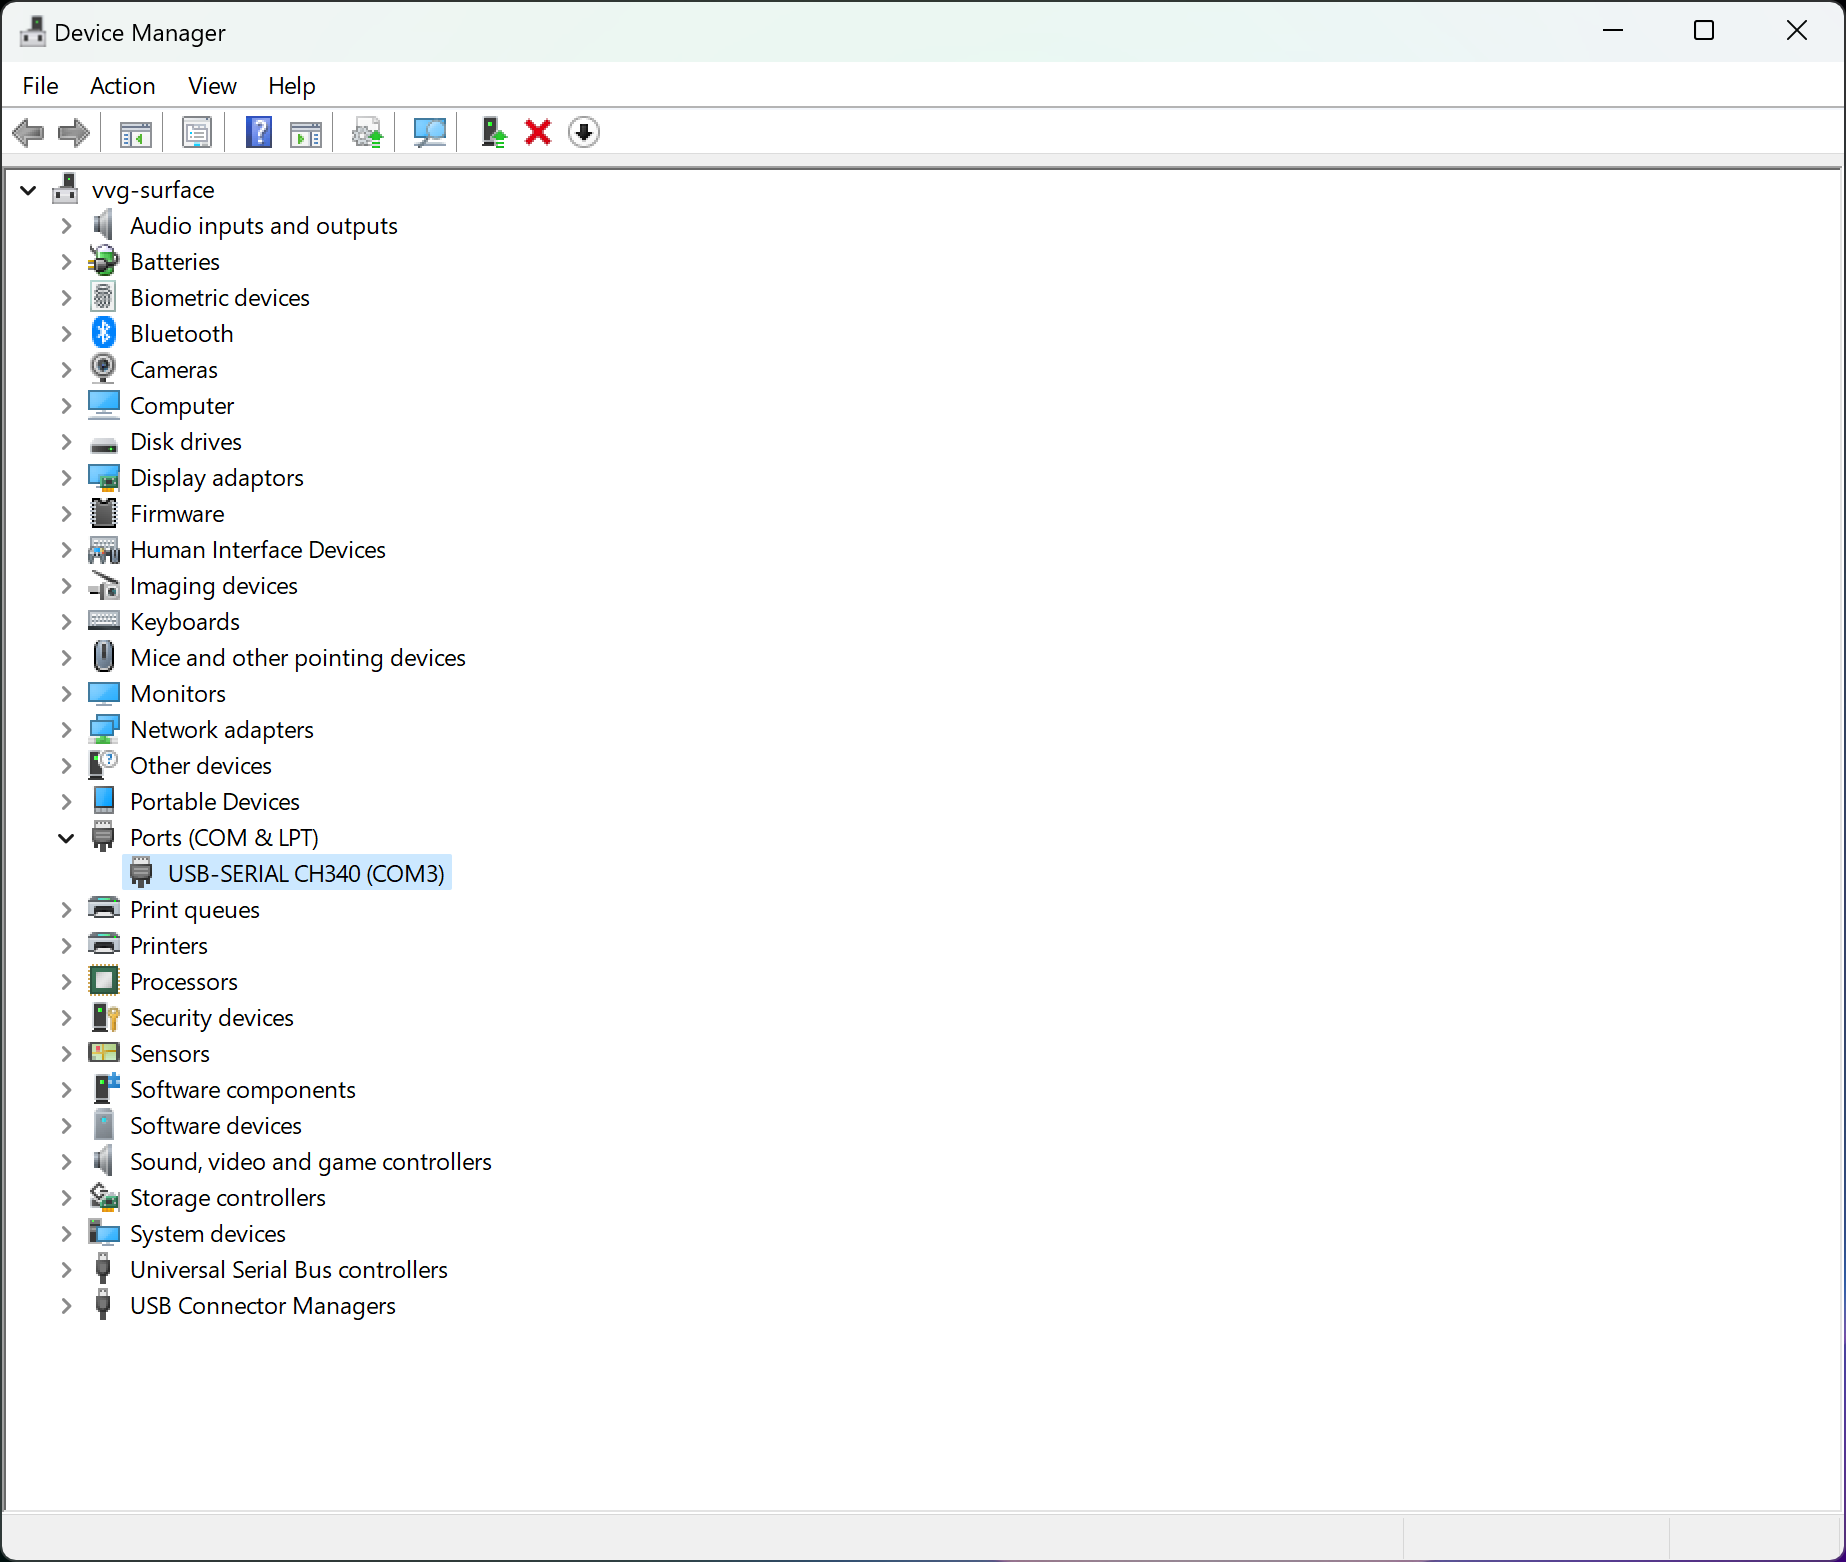 Device Manager
File Action View Help
vvg-surface
Audio inputs and outputs
Batteries
Biometric devices
Bluetooth
Cameras
Computer
Disk drives
Display adaptors
Firmware
Human Interface Devices
Imaging devices
Keyboards
Mice and other pointing devices
Monitors
Network adapters
Other devices
Portable Devices
Ports (COM & LPT)
USB-SERIAL CH340 (COM3)
Print queues
Printers
Processors
Security devices
Sensors
Software components
Software devices
Sound, video and game controllers
Storage controllers
System devices
Universal Serial Bus controllers
USB Connector Managers